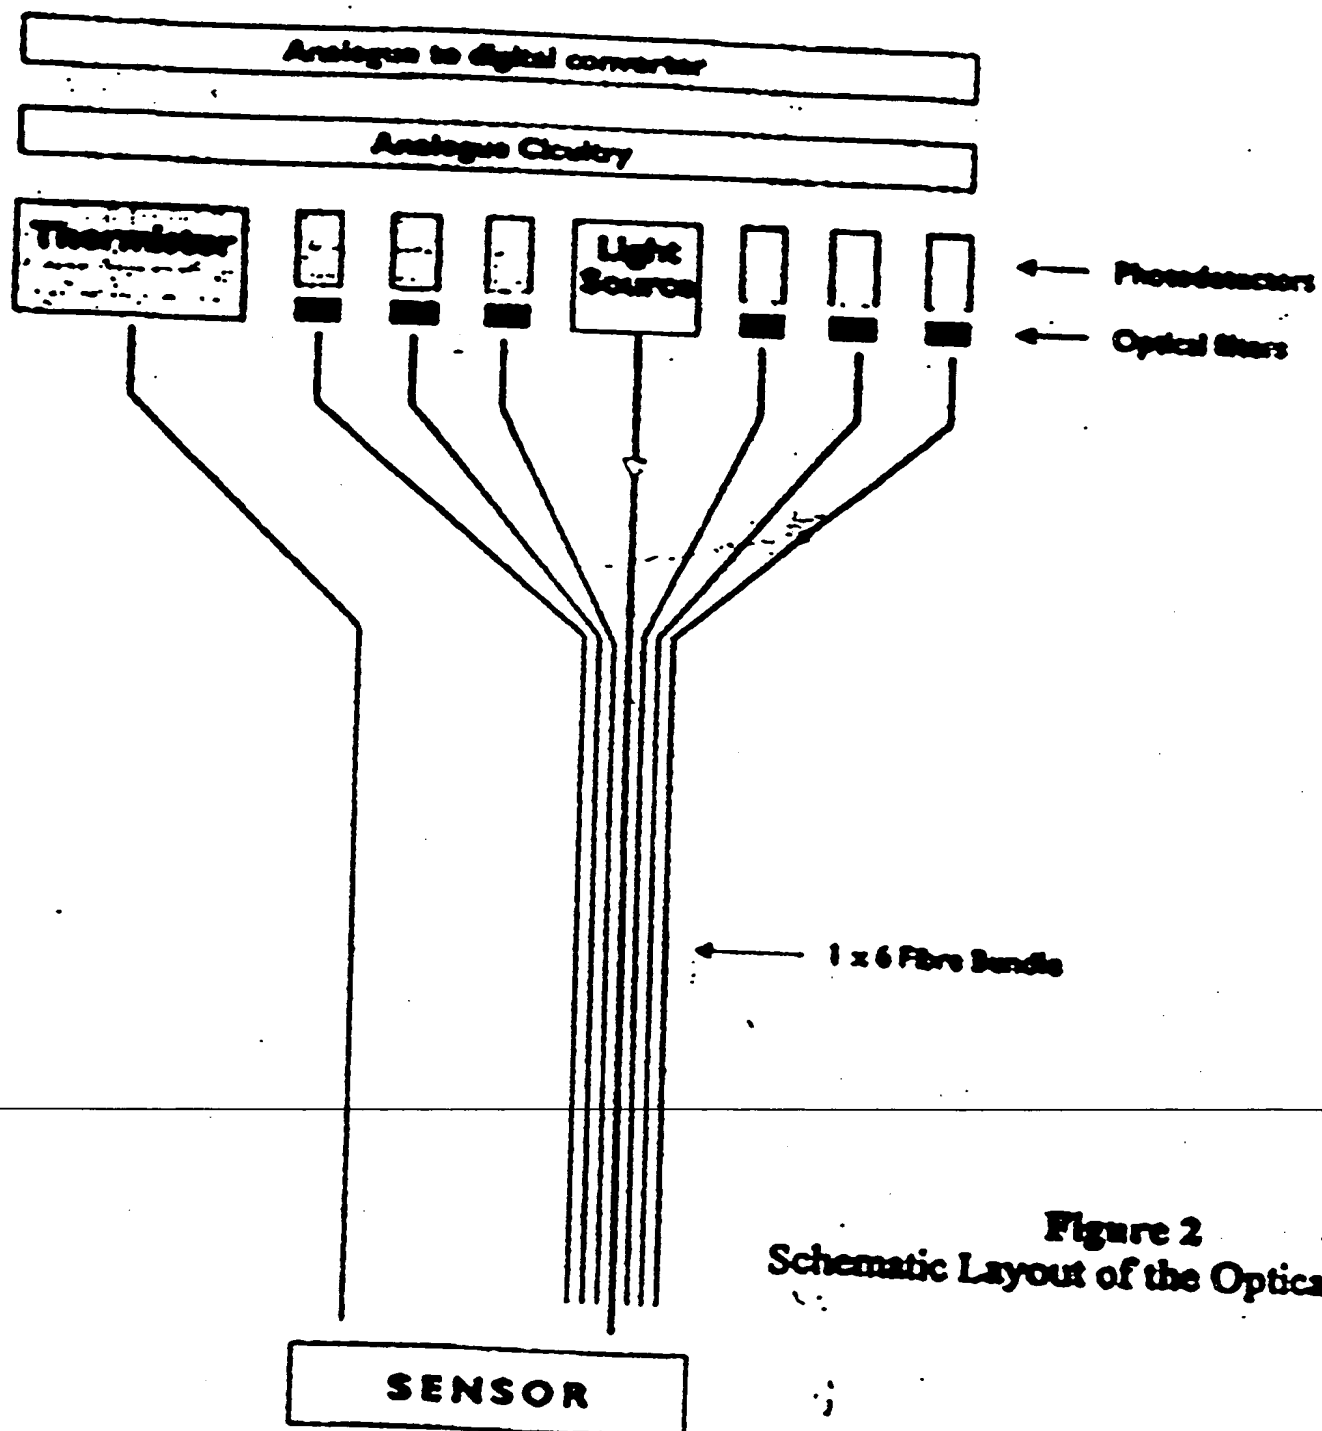 Analogue to digital converter
Analogue Cicuitry
Thermistor
Light
Source
Photodetectors
Optical filters
1 x 6 Fibre Bundle
Figure 2
Schematic Layout of the Optica
SENSOR